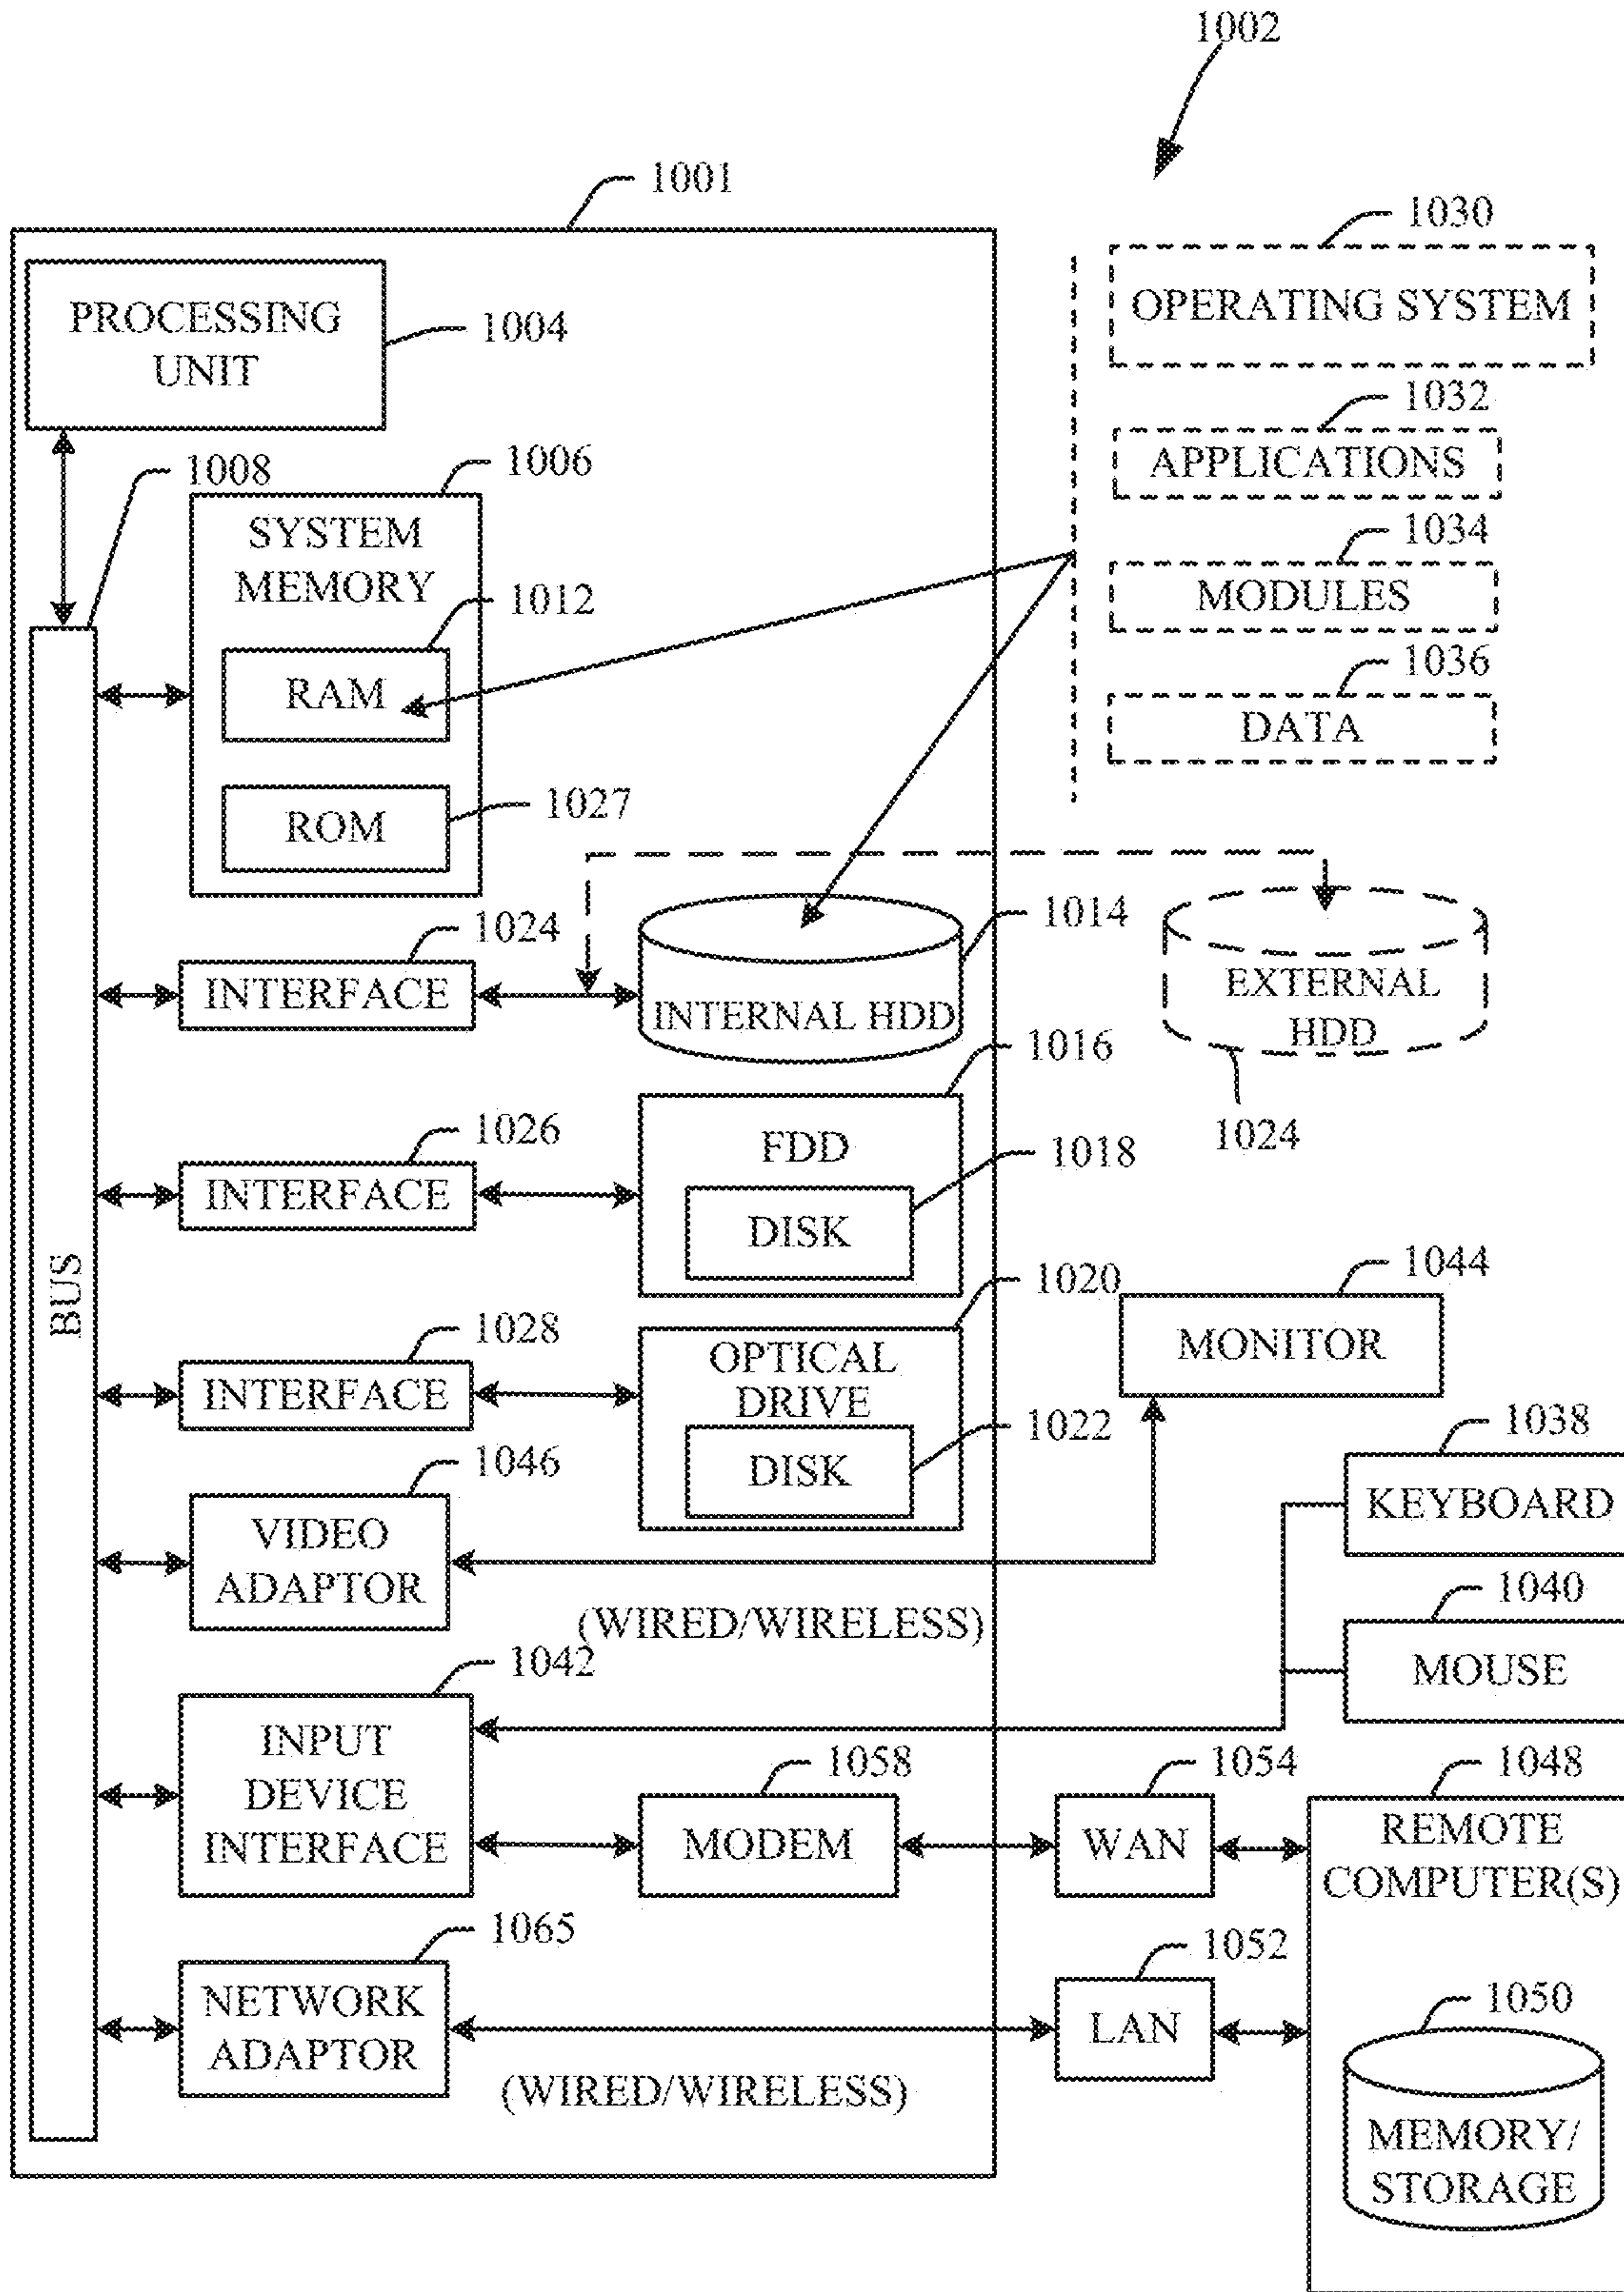 1002
1001
1030
OPERATING SYSTEM
PROCESSING
UNIT
1004
1032
APPLICATIONS
1008
1006
SYSTEM
MEMORY
1034
MODULES
1012
RAM
1036
DATA
1027
ROM
1024
INTERFACE
1014
INTERNAL HDD
EXTERNAL
HDD
1024
1016
FDD
1026
INTERFACE
1018
DISK
BUS
1028
INTERFACE
1020
OPTICAL
DRIVE
1022
DISK
1044
MONITOR
1038
KEYBOARD
1046
VIDEO
ADAPTOR
(WIRED/WIRELESS)
1040
MOUSE
1042
INPUT
DEVICE
INTERFACE
1058
MODEM
1054
WAN
1048
REMOTE
COMPUTER(S)
1065
NETWORK
ADAPTOR
(WIRED/WIRELESS)
1052
LAN
1050
MEMORY/
STORAGE